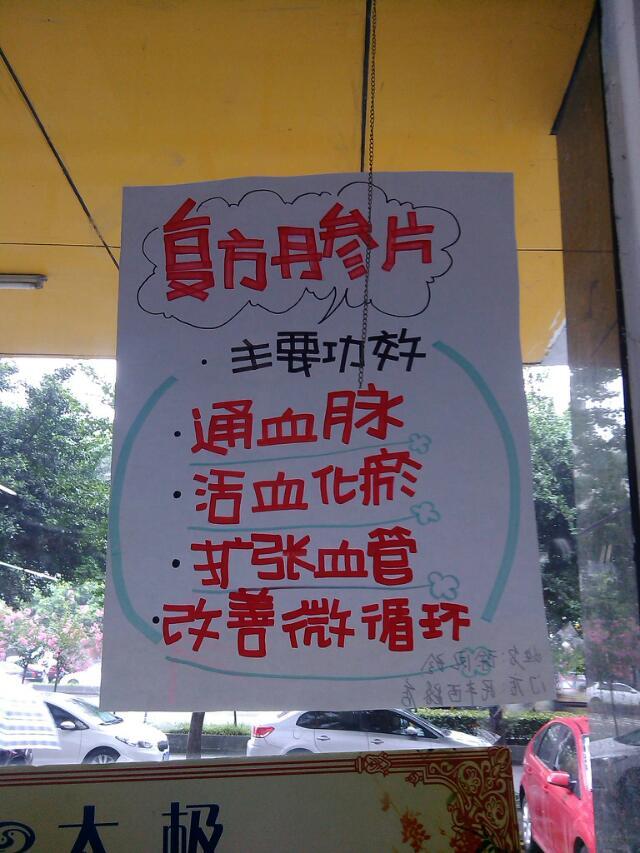 复方丹参片
·主要功效
·通血脉
·活血化瘀
·扩张血管
·改善微循环
太极